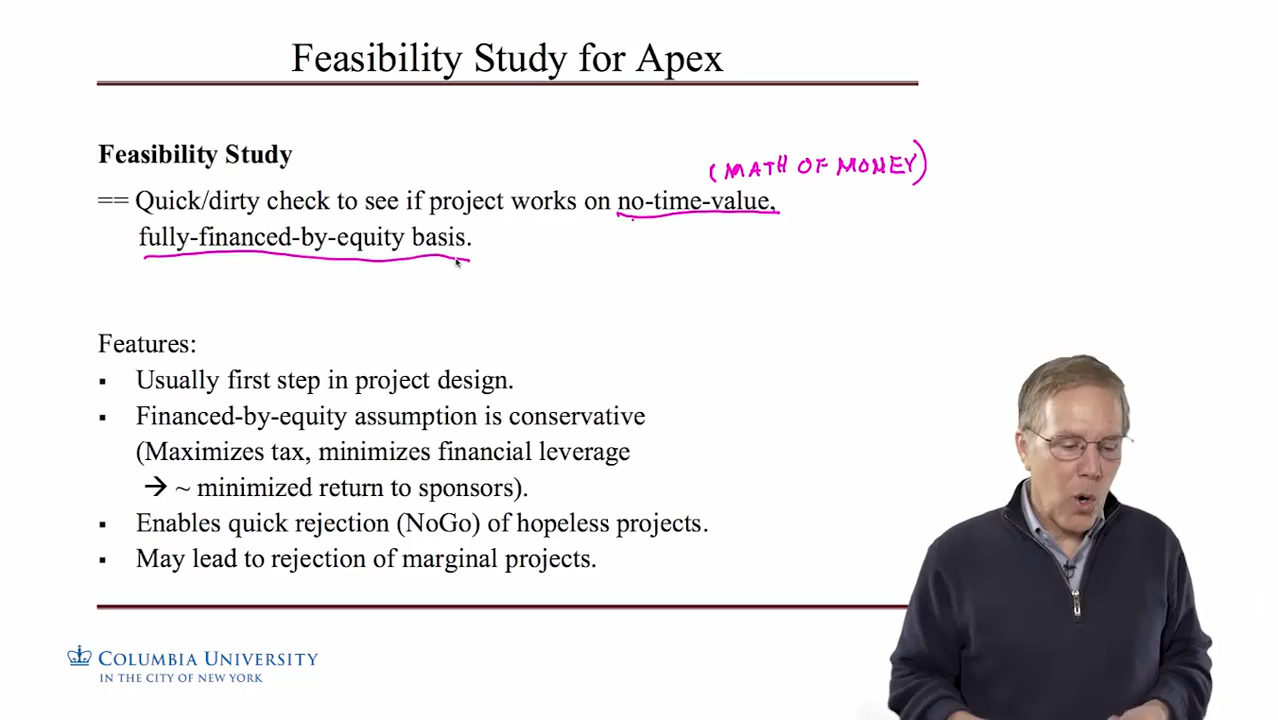 Feasibility Study for Apex
Feasibility Study
(MATH OF MONEY)
== Quick/dirty check to see if project works on no-time-value,
fully-financed-by-equity basis.
Features:
▪ Usually first step in project design.
▪ Financed-by-equity assumption is conservative
(Maximizes tax, minimizes financial leverage
→ ~ minimized return to sponsors).
▪ Enables quick rejection (NoGo) of hopeless projects.
▪ May lead to rejection of marginal projects.
COLUMBIA UNIVERSITY
IN THE CITY OF NEW YORK